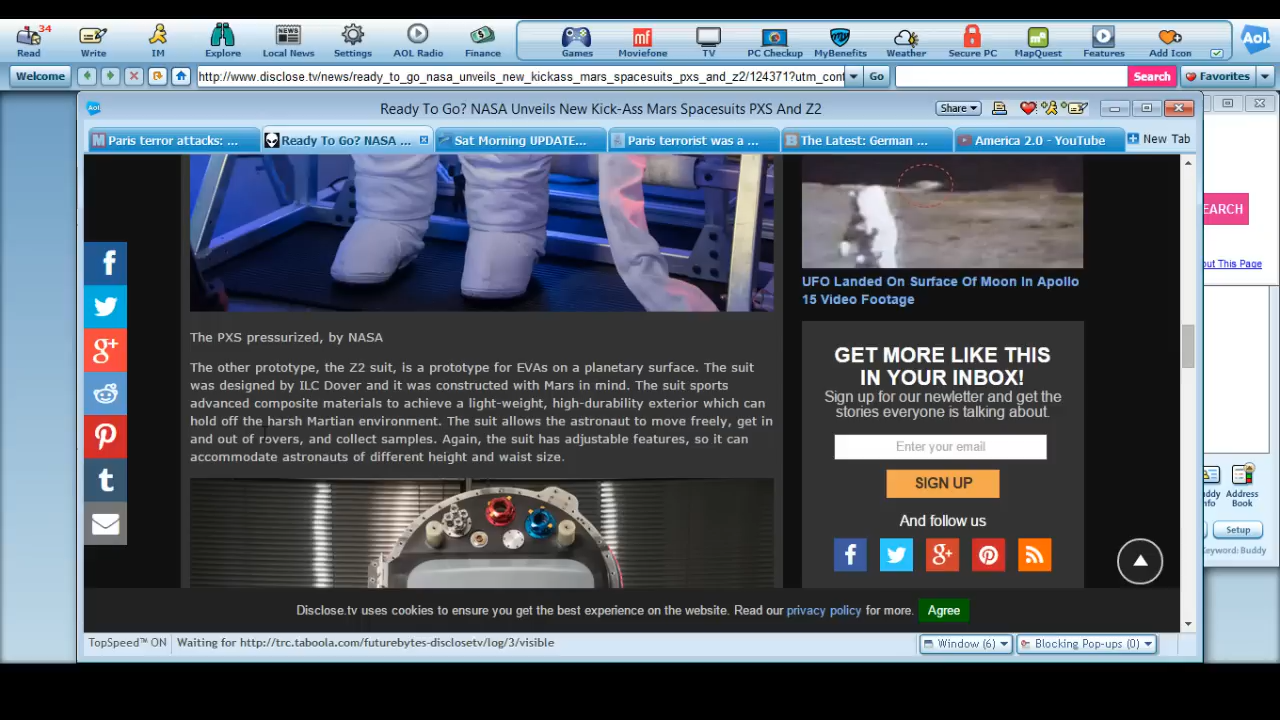 34
Read
Write
IM
Explore
NEWS
Local News
Settings
AOL Radio
Finance
Games
mf
Moviefone
TV
PC Checkup
MyBenefits
Weather
Secure PC
mQ
MapQuest
Features
Add Icon
Aol.
Welcome
http://www.disclose.tv/news/ready_to_go_nasa_unveils_new_kickass_mars_spacesuits_pxs_and_z2/124371?utm_cont
Go
Search
Favorites
Aol
Ready To Go? NASA Unveils New Kick-Ass Mars Spacesuits PXS And Z2
Share
Paris terror attacks: ...
Ready To Go? NASA ...
Sat Morning UPDATE...
Paris terrorist was a ...
The Latest: German ...
America 2.0 - YouTube
New Tab
EARCH
out This Page
UFO Landed On Surface Of Moon In Apollo
15 Video Footage
The PXS pressurized, by NASA
The other prototype, the Z2 suit, is a prototype for EVAs on a planetary surface. The suit
was designed by ILC Dover and it was constructed with Mars in mind. The suit sports
advanced composite materials to achieve a light-weight, high-durability exterior which can
hold off the harsh Martian environment. The suit allows the astronaut to move freely, get in
and out of rovers, and collect samples. Again, the suit has adjustable features, so it can
accommodate astronauts of different height and waist size.
GET MORE LIKE THIS
IN YOUR INBOX!
Sign up for our newletter and get the
stories everyone is talking about.
Enter your email
SIGN UP
And follow us
uddy
Info
Address
Book
Setup
Keyword: Buddy
Disclose.tv uses cookies to ensure you get the best experience on the website. Read our privacy policy for more.
Agree
TopSpeed™ ON
Waiting for http://trc.taboola.com/futurebytes-disclosetv/log/3/visible
Window (6)
Blocking Pop-ups (0)